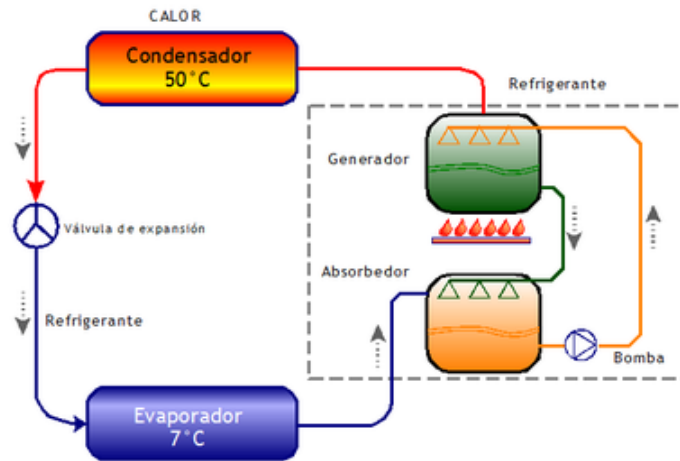 CALOR
Condensador
50°C
Refrigerante
Generador
Válvula de expansión
Absorbedor
Refrigerante
Bomba
Evaporador
7°C